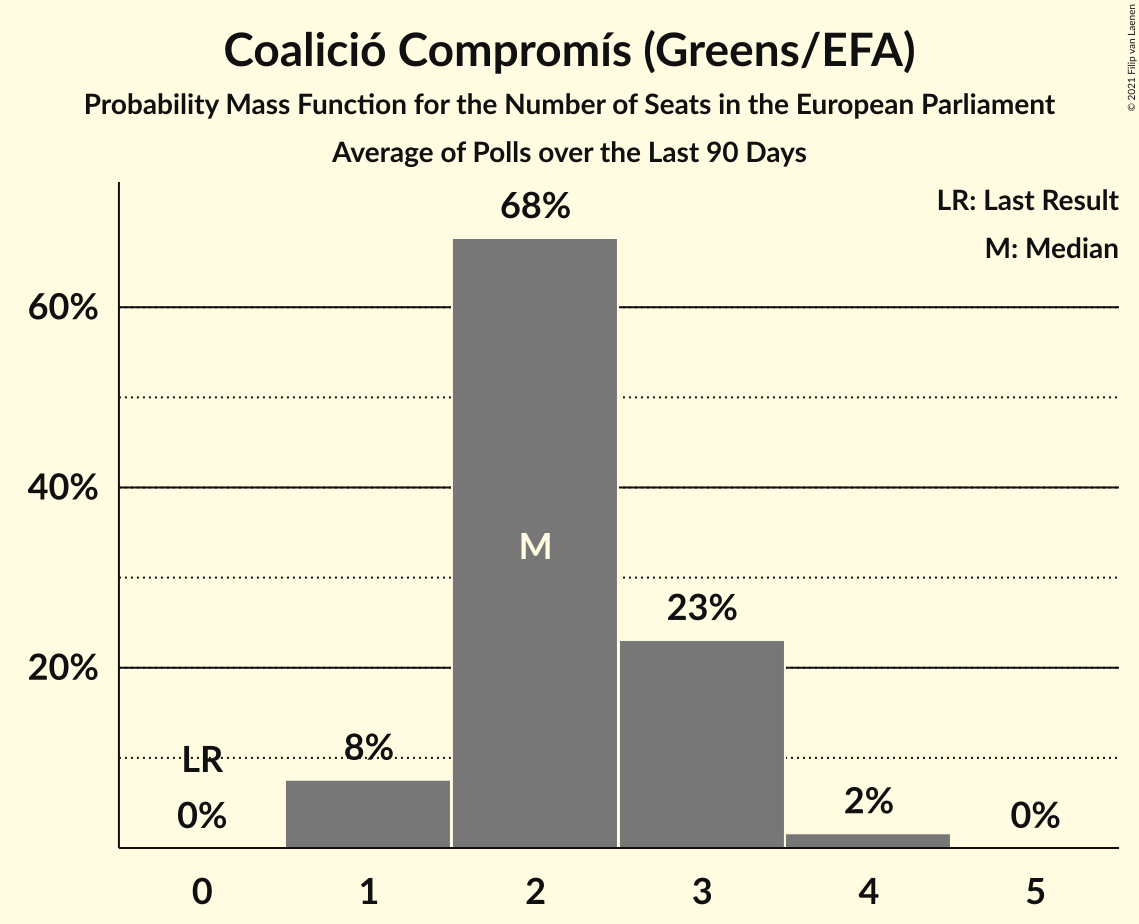 Coalició Compromís (Greens/EFA)
Probability Mass Function for the Number of Seats in the European Parliament
Average of Polls over the Last 90 Days
© 2021 Filip van Laenen
LR: Last Result
M: Median
68%
60%
40%
M
23%
20%
LR
8%
0%
2%
0%
0 1 2 3 4 5